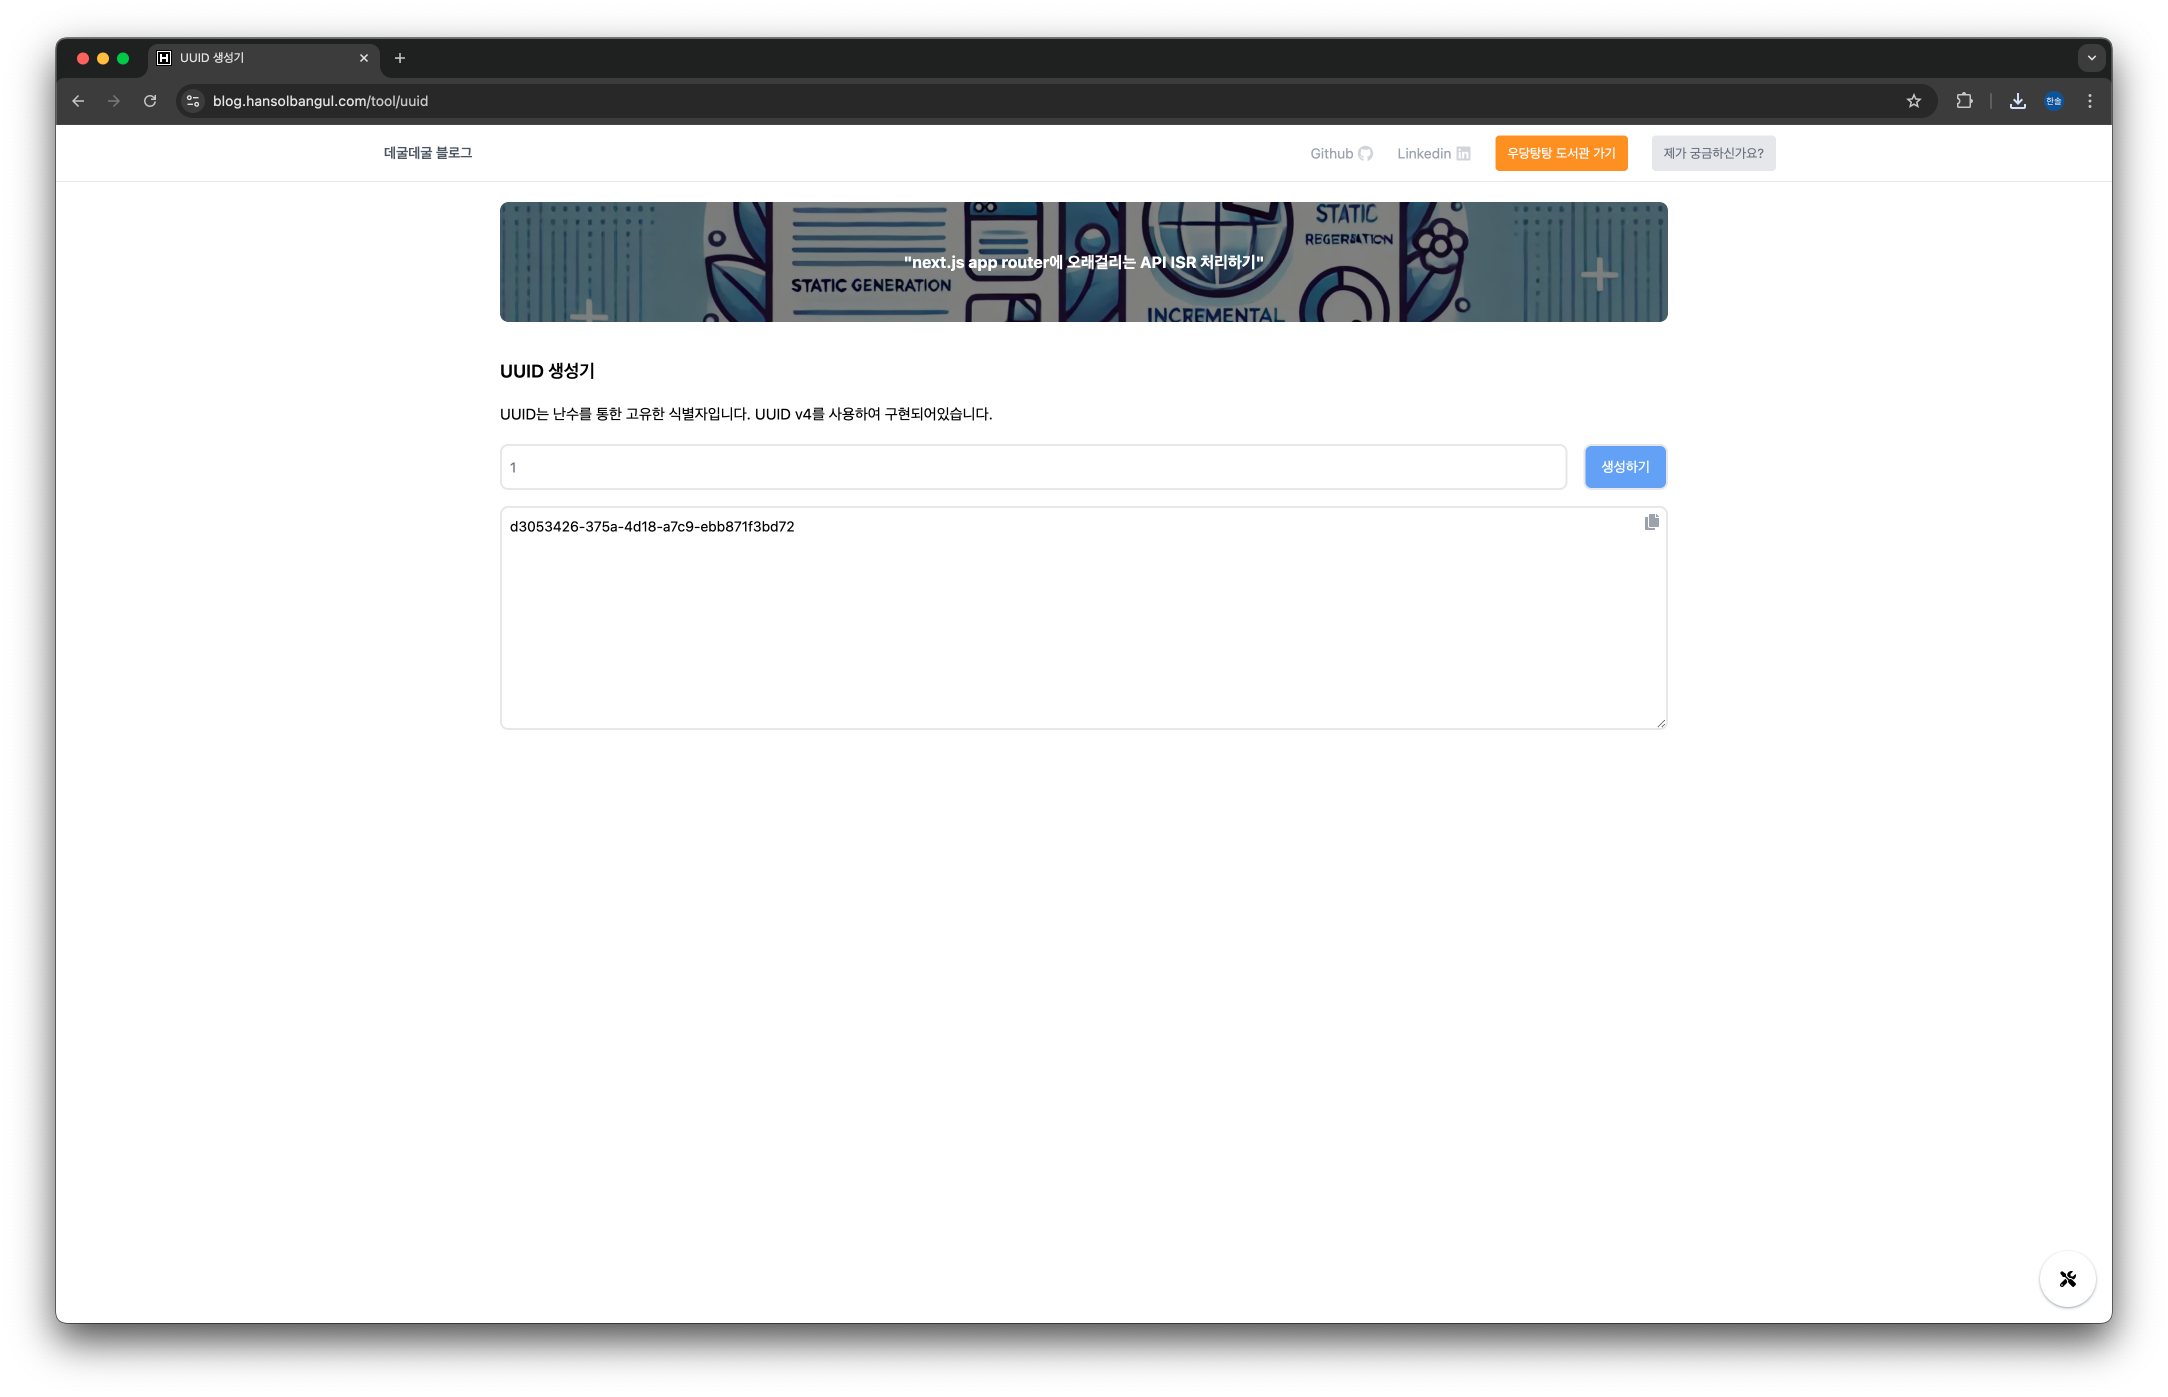 UUID 생성기
blog.hansolbangul.com/tool/uuid
한솔
데굴데굴 블로그
Github
Linkedin
우당탕탕 도서관 가기
제가 궁금하신가요?
STATIC
REGERATION
"next.js app router에 오래걸리는 API ISR 처리하기"
STATIC GENERATION
INCREMENTAL
UUID 생성기
UUID는 난수를 통한 고유한 식별자입니다. UUID v4를 사용하여 구현되어있습니다.
1
생성하기
d3053426-375a-4d18-a7c9-ebb871f3bd72